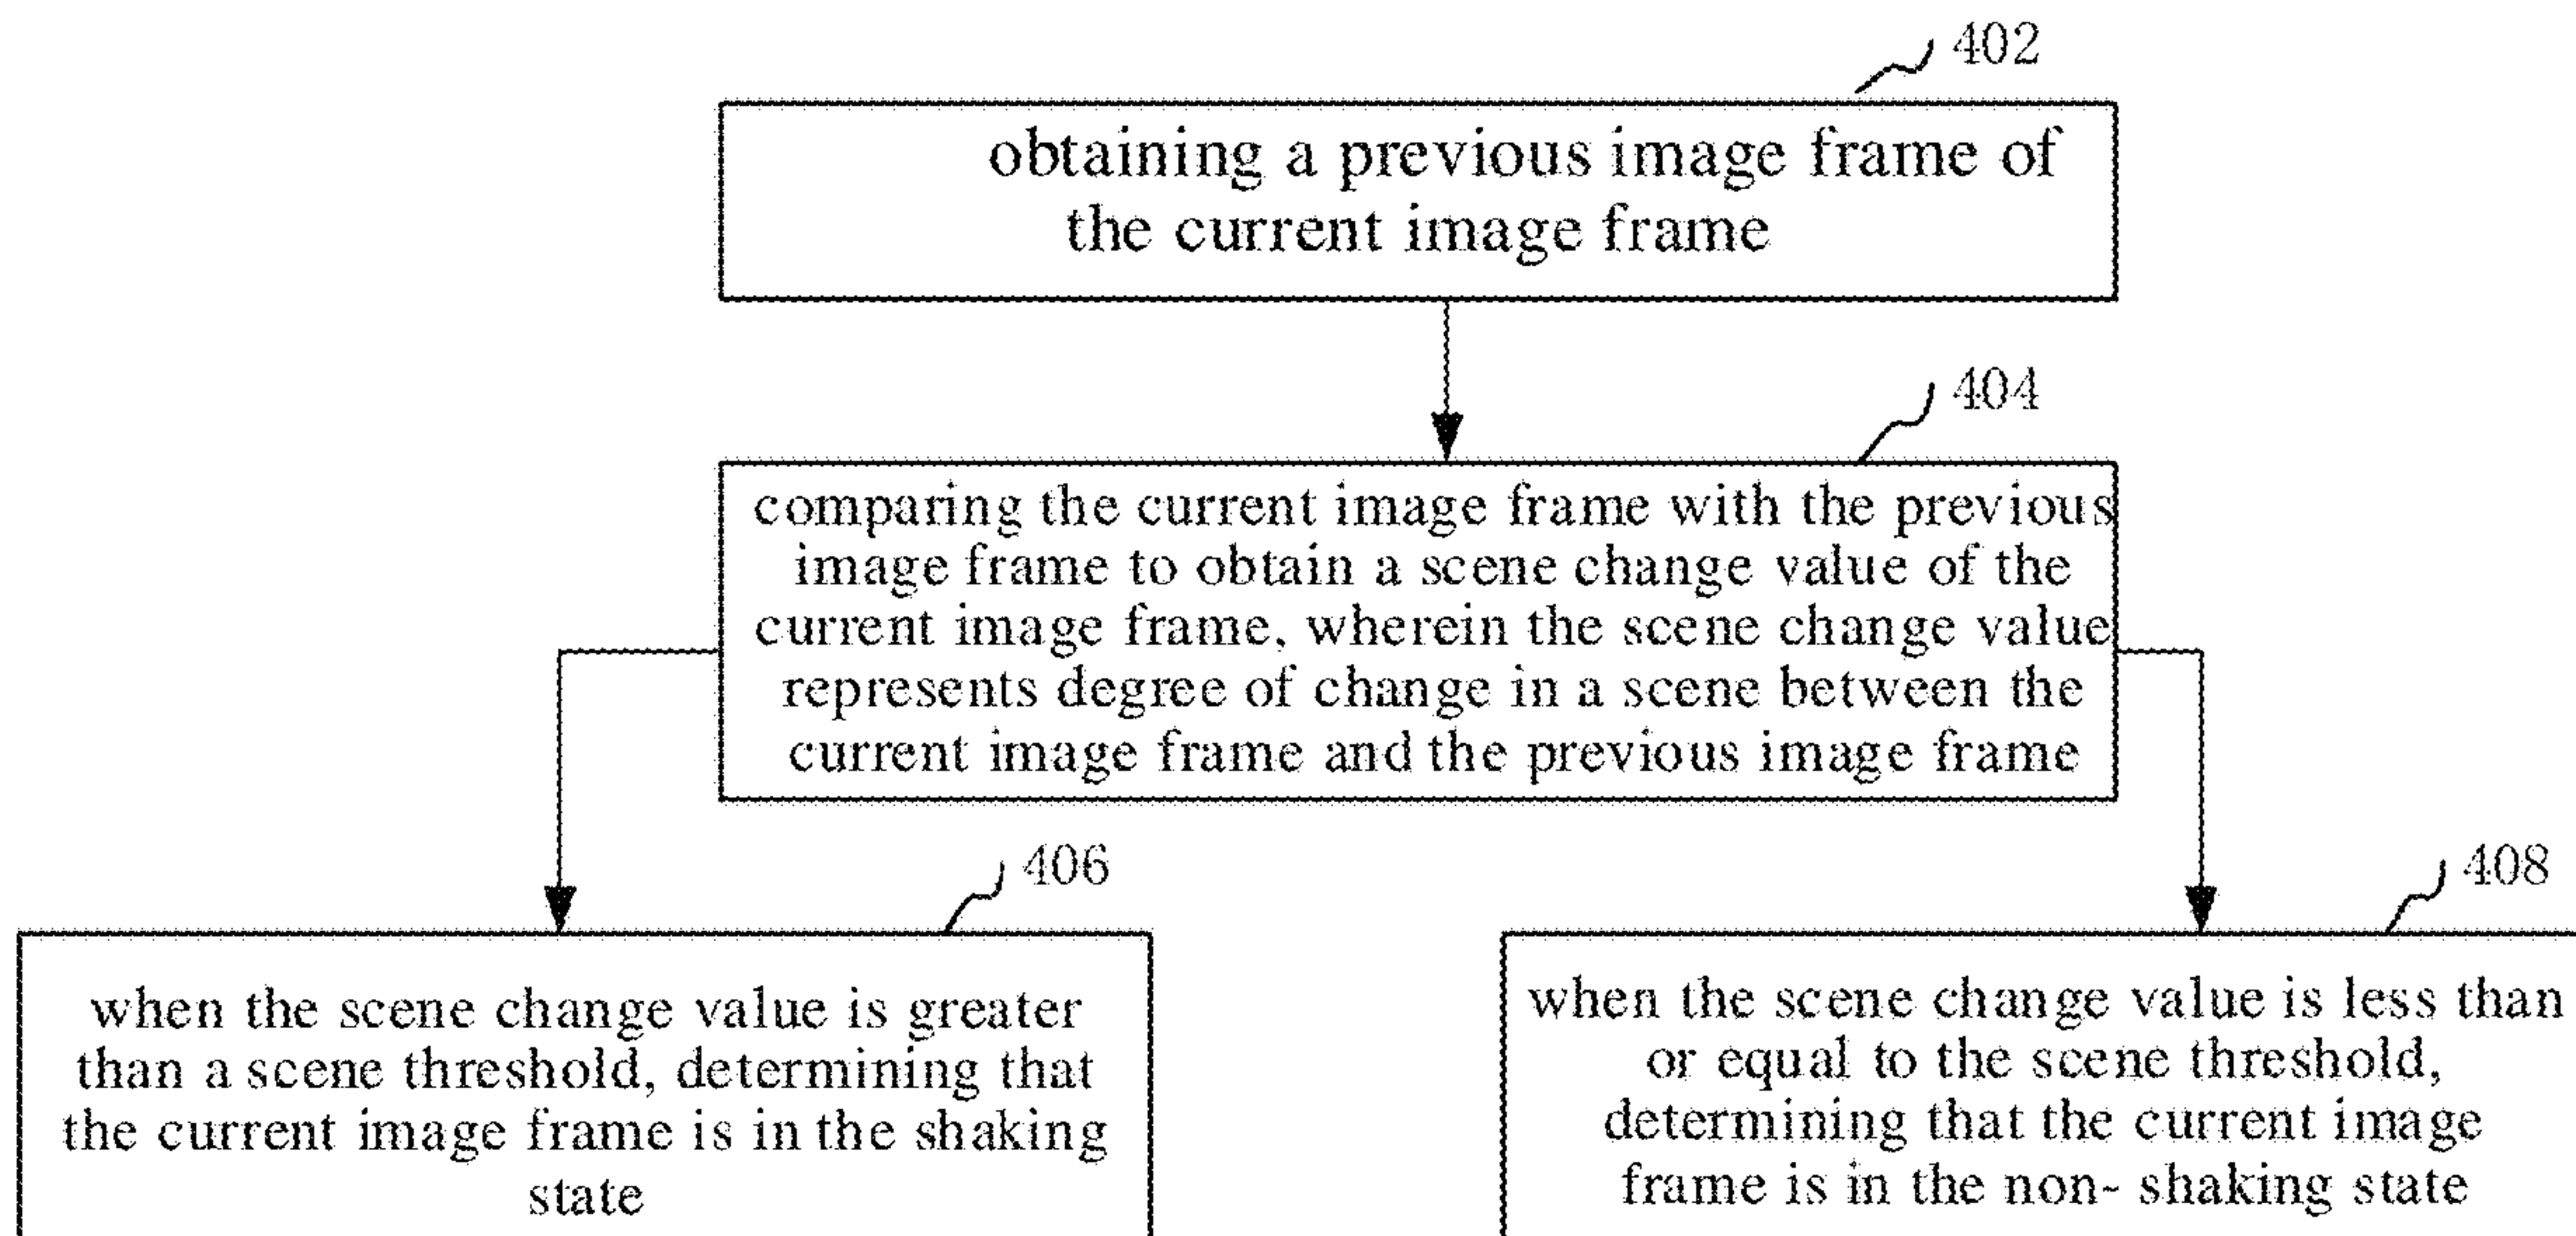 402
obtaining a previous image frame of
the current image frame
404
comparing the current image frame with the previous
image frame to obtain a scene change value of the
current image frame, wherein the scene change value
represents degree of change in a scene between the
current image frame and the previous image frame
406
when the scene change value is greater
than a scene threshold, determining that
the current image frame is in the shaking
state
408
when the scene change value is less than
or equal to the scene threshold,
determining that the current image
frame is in the non- shaking state